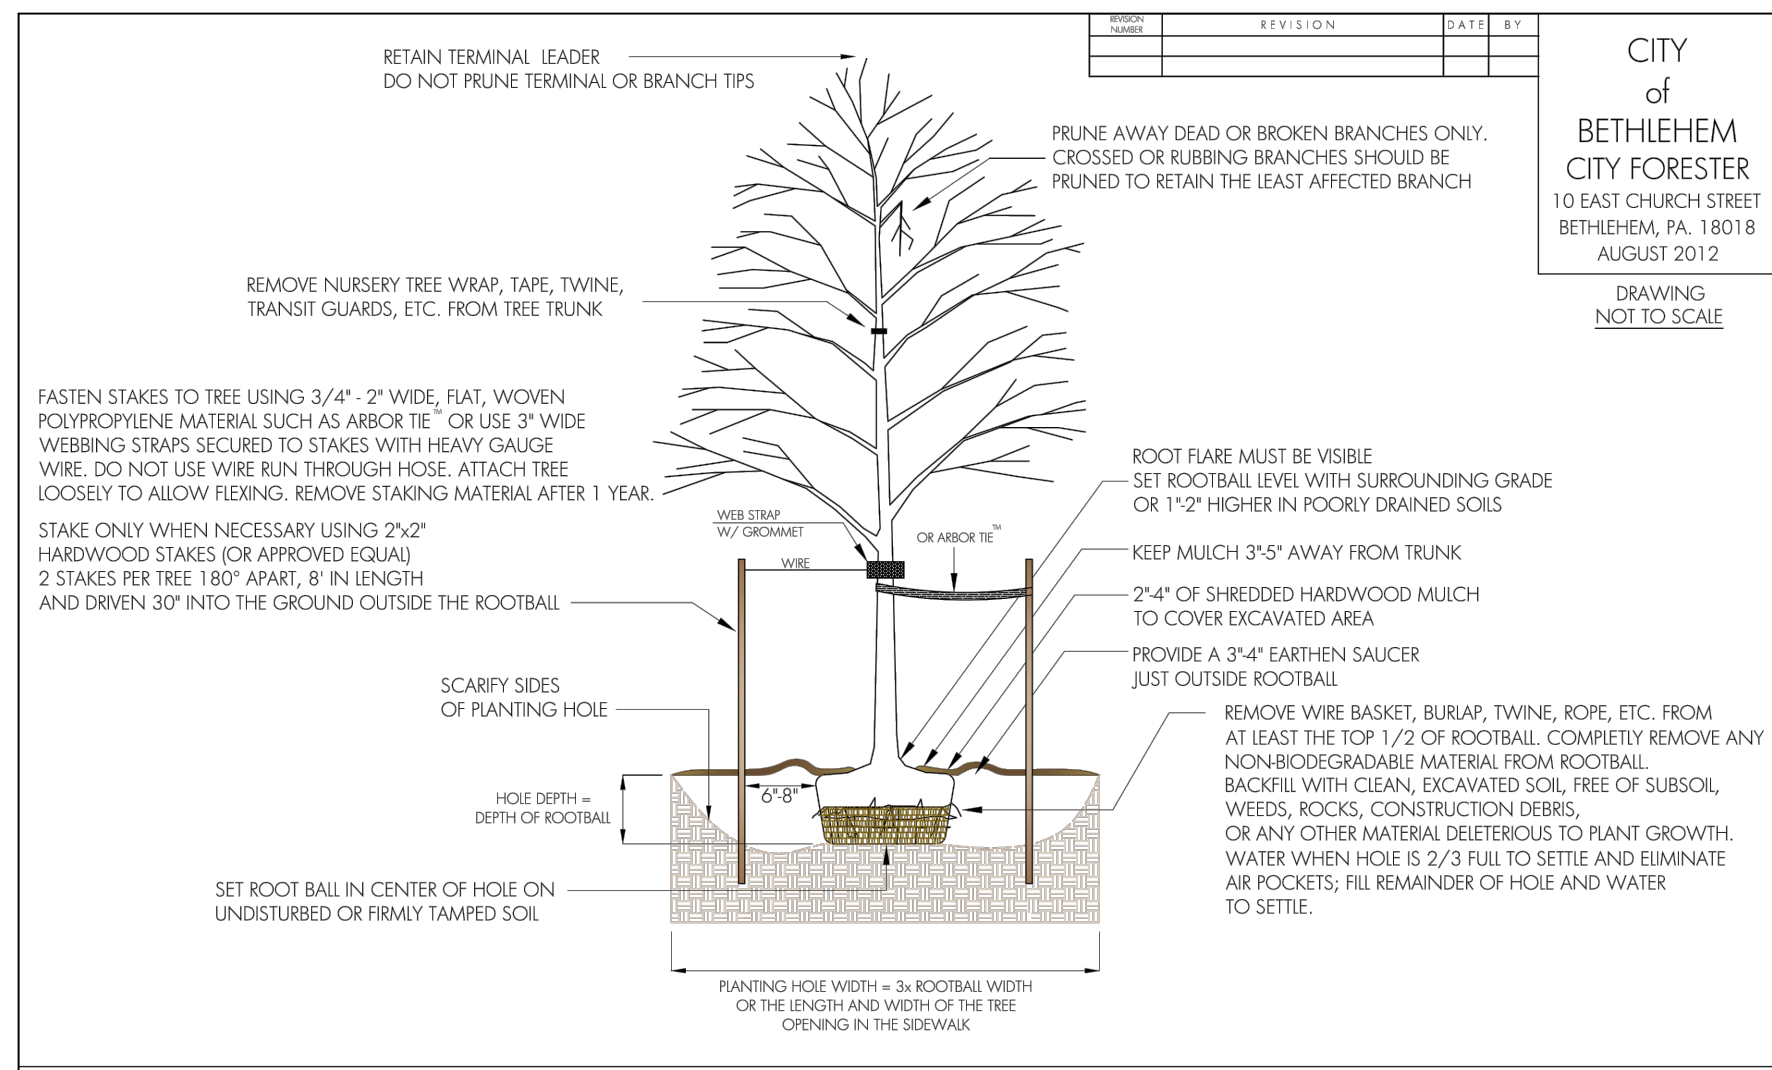 REVISION
NUMBER
REVISION
DATE
BY
CITY
of
BETHLEHEM
CITY FORESTER
10 EAST CHURCH STREET
BETHLEHEM, PA. 18018
AUGUST 2012
DRAWING
NOT TO SCALE
RETAIN TERMINAL LEADER
DO NOT PRUNE TERMINAL OR BRANCH TIPS
PRUNE AWAY DEAD OR BROKEN BRANCHES ONLY.
CROSSED OR RUBBING BRANCHES SHOULD BE
PRUNED TO RETAIN THE LEAST AFFECTED BRANCH
REMOVE NURSERY TREE WRAP, TAPE, TWINE,
TRANSIT GUARDS, ETC. FROM TREE TRUNK
FASTEN STAKES TO TREE USING 3/4" - 2" WIDE, FLAT, WOVEN
POLYPROPYLENE MATERIAL SUCH AS ARBOR TIE™ OR USE 3" WIDE
WEBBING STRAPS SECURED TO STAKES WITH HEAVY GAUGE
WIRE. DO NOT USE WIRE RUN THROUGH HOSE. ATTACH TREE
LOOSELY TO ALLOW FLEXING. REMOVE STAKING MATERIAL AFTER 1 YEAR.
STAKE ONLY WHEN NECESSARY USING 2"x2"
HARDWOOD STAKES (OR APPROVED EQUAL)
2 STAKES PER TREE 180° APART, 8' IN LENGTH
AND DRIVEN 30" INTO THE GROUND OUTSIDE THE ROOTBALL
WEB STRAP
W/ GROMMET
WIRE
OR ARBOR TIE™
ROOT FLARE MUST BE VISIBLE
SET ROOTBALL LEVEL WITH SURROUNDING GRADE
OR 1"-2" HIGHER IN POORLY DRAINED SOILS
KEEP MULCH 3"-5" AWAY FROM TRUNK
2"-4" OF SHREDDED HARDWOOD MULCH
TO COVER EXCAVATED AREA
PROVIDE A 3"-4" EARTHEN SAUCER
JUST OUTSIDE ROOTBALL
SCARIFY SIDES
OF PLANTING HOLE
REMOVE WIRE BASKET, BURLAP, TWINE, ROPE, ETC. FROM
AT LEAST THE TOP 1/2 OF ROOTBALL. COMPLETLY REMOVE ANY
NON-BIODEGRADABLE MATERIAL FROM ROOTBALL.
BACKFILL WITH CLEAN, EXCAVATED SOIL, FREE OF SUBSOIL,
WEEDS, ROCKS, CONSTRUCTION DEBRIS,
OR ANY OTHER MATERIAL DELETERIOUS TO PLANT GROWTH.
WATER WHEN HOLE IS 2/3 FULL TO SETTLE AND ELIMINATE
AIR POCKETS; FILL REMAINDER OF HOLE AND WATER
TO SETTLE.
6"-8"
HOLE DEPTH =
DEPTH OF ROOTBALL
SET ROOT BALL IN CENTER OF HOLE ON
UNDISTURBED OR FIRMLY TAMPED SOIL
PLANTING HOLE WIDTH = 3x ROOTBALL WIDTH
OR THE LENGTH AND WIDTH OF THE TREE
OPENING IN THE SIDEWALK